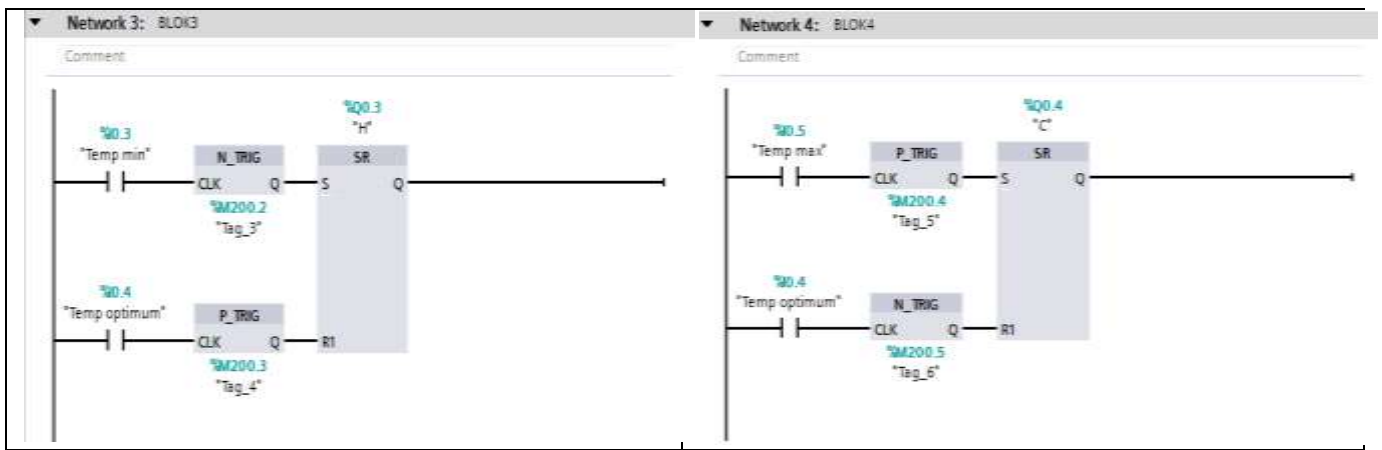 Network 3: BLOK3
Comment
%Q0.3
"H"
%I0.3
"Temp min"
N_TRIG
SR
CLK Q S Q
%M200.2
"Tag_3"
%I0.4
"Temp optimum"
P_TRIG
CLK Q R1
%M200.3
"Tag_4"
Network 4: BLOK4
Comment
%Q0.4
"C"
%I0.5
"Temp max"
P_TRIG
SR
CLK Q S Q
%M200.4
"Tag_5"
%I0.4
"Temp optimum"
N_TRIG
CLK Q R1
%M200.5
"Tag_6"